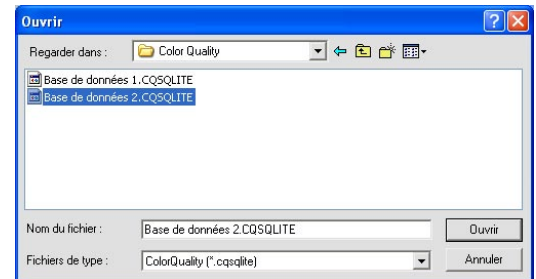 Ouvrir
Regarder dans : Color Quality
Base de données 1.CQSQLITE
Base de données 2.CQSQLITE
Nom du fichier : Base de données 2.CQSQLITE Ouvrir
Fichiers de type : ColorQuality (*.cqsqlite) Annuler